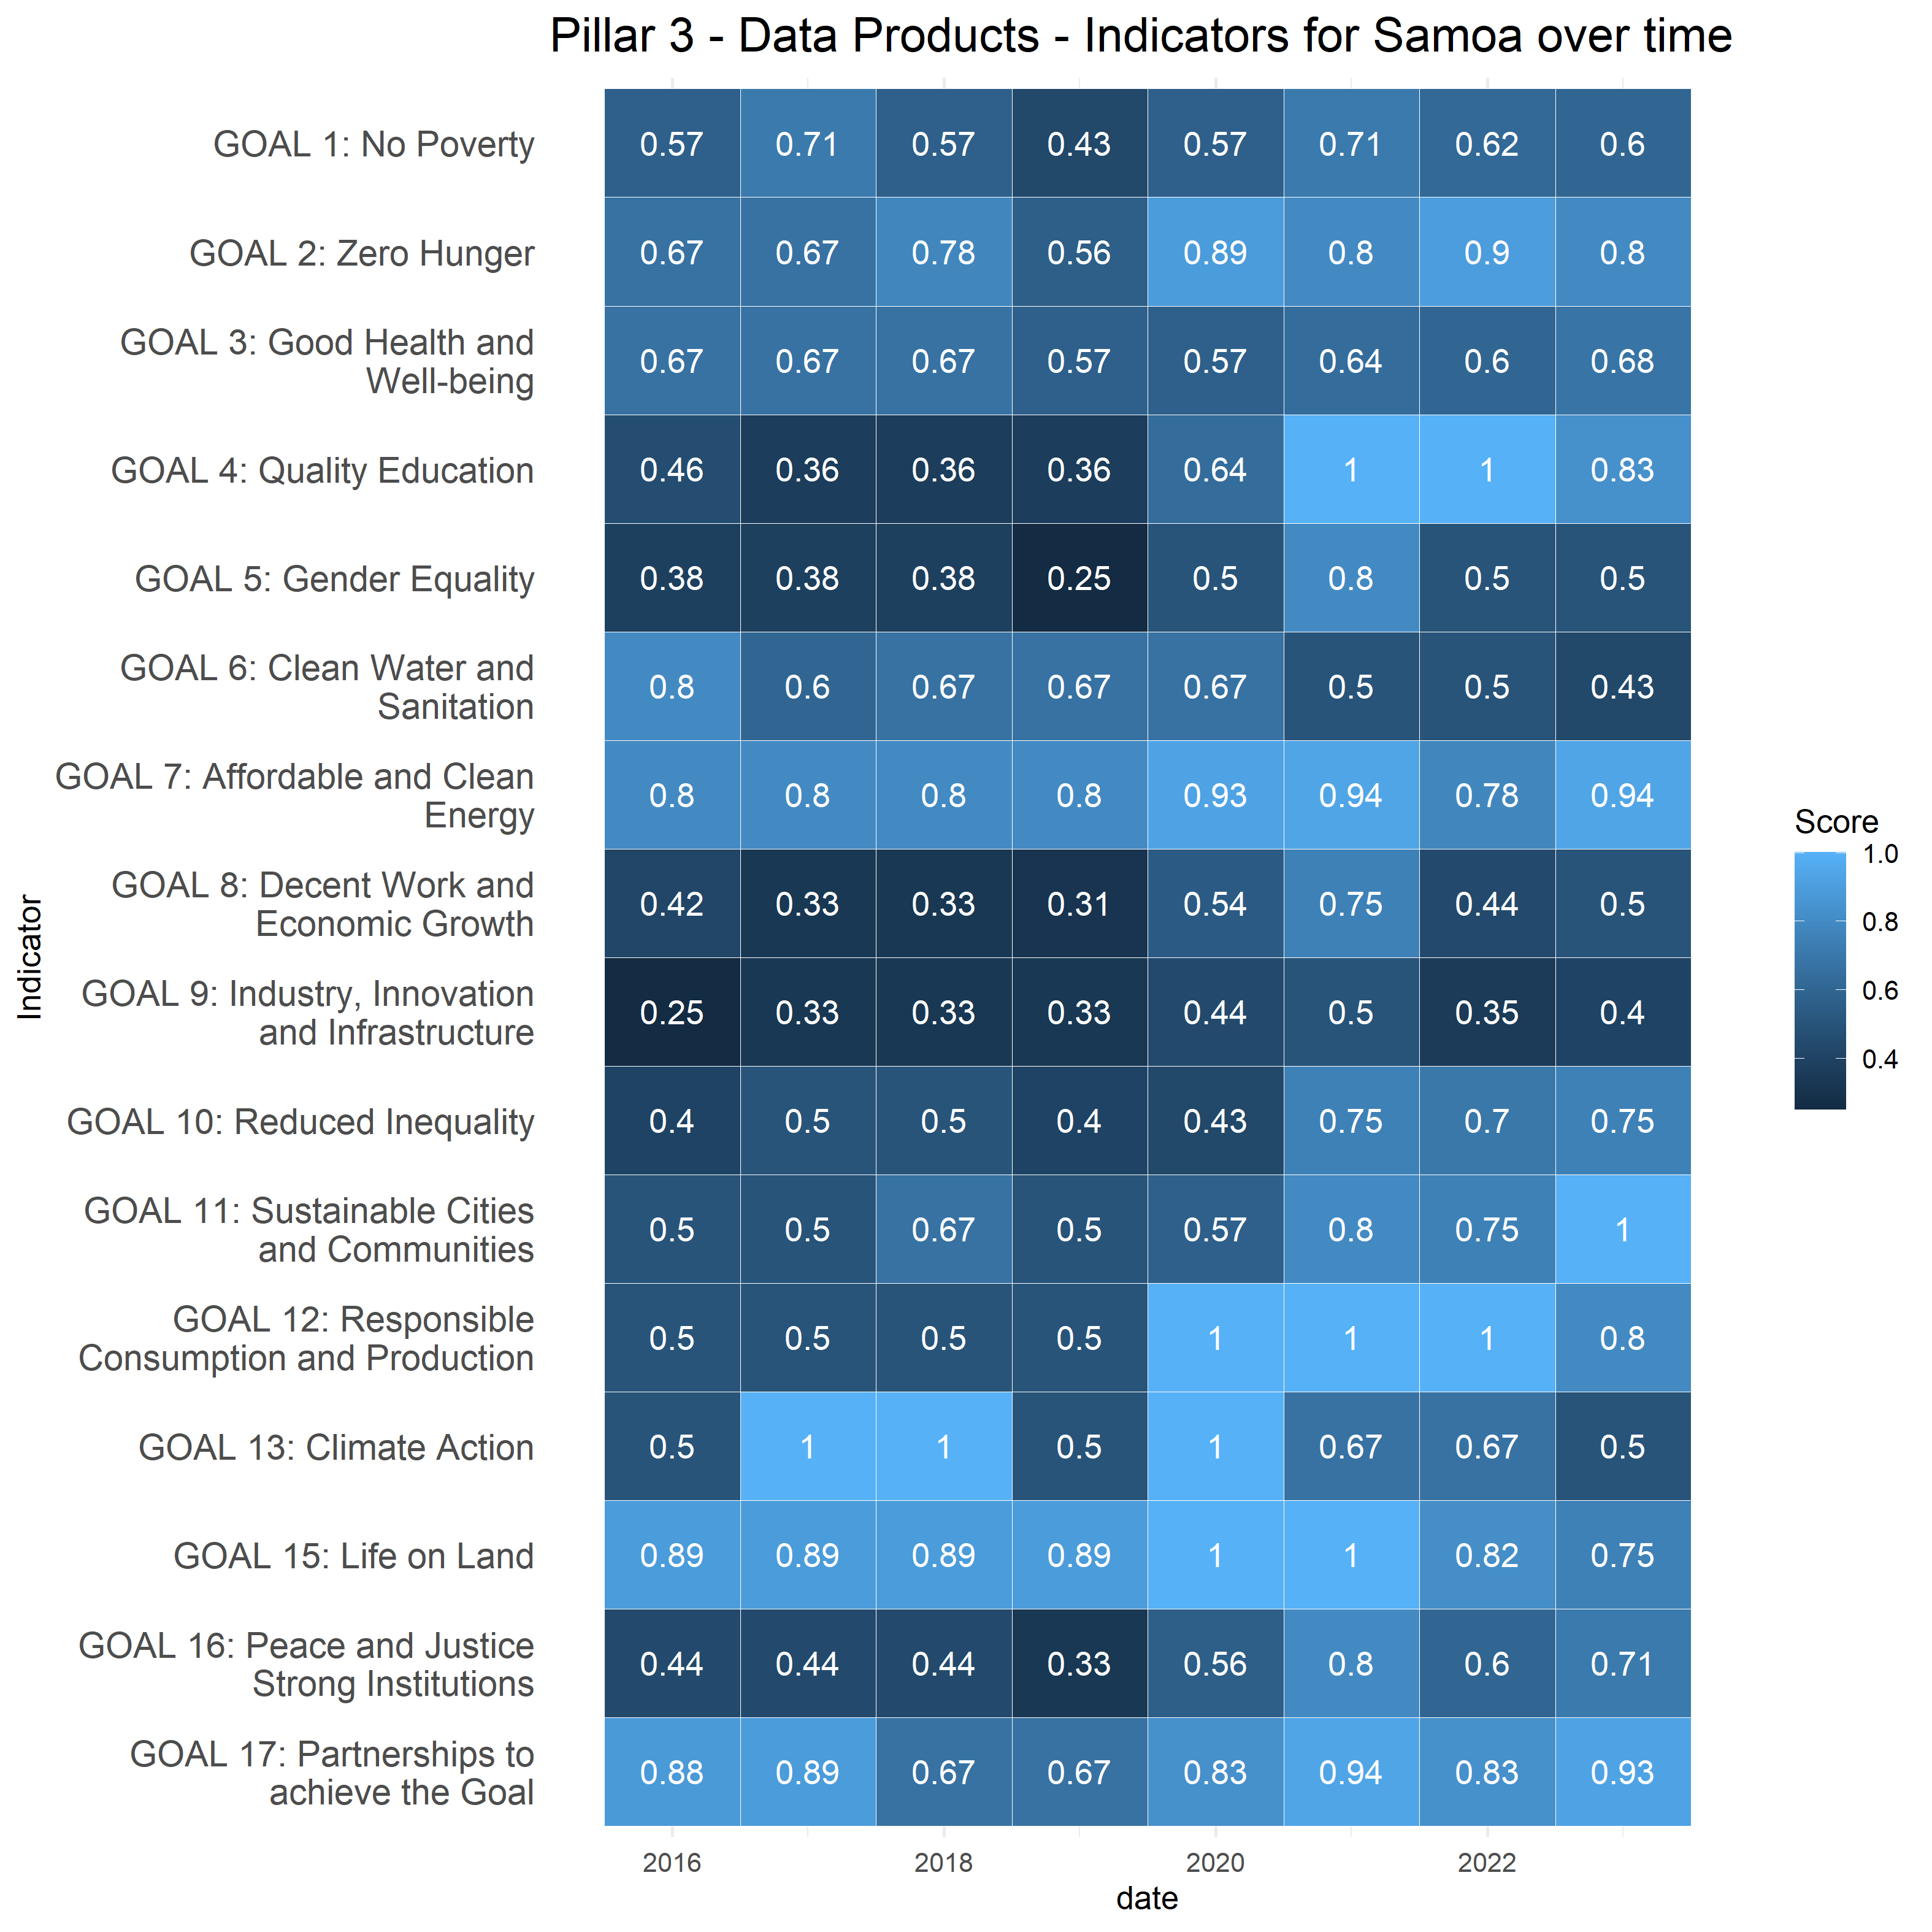 Pillar 3 - Data Products - Indicators for Samoa over time
GOAL 1: No Poverty
0.57 0.71 0.57 0.43 0.57 0.71 0.62 0.6
GOAL 2: Zero Hunger
0.67 0.67 0.78 0.56 0.89 0.8 0.9 0.8
GOAL 3: Good Health and
Well-being
0.67 0.67 0.67 0.57 0.57 0.64 0.6 0.68
GOAL 4: Quality Education
0.46 0.36 0.36 0.36 0.64 1 1 0.83
GOAL 5: Gender Equality
0.38 0.38 0.38 0.25 0.5 0.8 0.5 0.5
GOAL 6: Clean Water and
Sanitation
0.8 0.6 0.67 0.67 0.67 0.5 0.5 0.43
GOAL 7: Affordable and Clean
Energy
0.8 0.8 0.8 0.8 0.93 0.94 0.78 0.94
GOAL 8: Decent Work and
Economic Growth
0.42 0.33 0.33 0.31 0.54 0.75 0.44 0.5
GOAL 9: Industry, Innovation
and Infrastructure
0.25 0.33 0.33 0.33 0.44 0.5 0.35 0.4
GOAL 10: Reduced Inequality
0.4 0.5 0.5 0.4 0.43 0.75 0.7 0.75
GOAL 11: Sustainable Cities
and Communities
0.5 0.5 0.67 0.5 0.57 0.8 0.75 1
GOAL 12: Responsible
Consumption and Production
0.5 0.5 0.5 0.5 1 1 1 0.8
GOAL 13: Climate Action
0.5 1 1 0.5 1 0.67 0.67 0.5
GOAL 15: Life on Land
0.89 0.89 0.89 0.89 1 1 0.82 0.75
GOAL 16: Peace and Justice
Strong Institutions
0.44 0.44 0.44 0.33 0.56 0.8 0.6 0.71
GOAL 17: Partnerships to
achieve the Goal
0.88 0.89 0.67 0.67 0.83 0.94 0.83 0.93
2016 2018 2020 2022
date
Indicator
Score
1.0
0.8
0.6
0.4